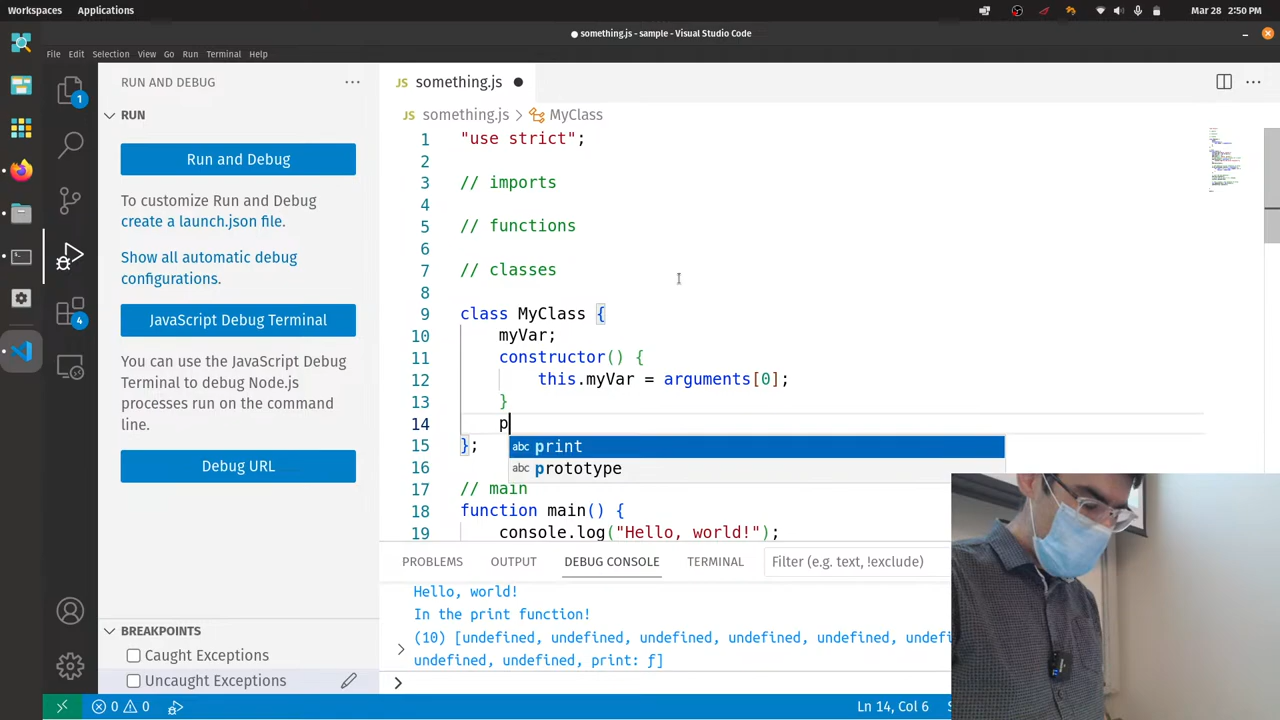 Workspaces Applications Mar 28 2:50 PM
● something.js - sample - Visual Studio Code
File Edit Selection View Go Run Terminal Help
RUN AND DEBUG
RUN
Run and Debug
To customize Run and Debug
create a launch.json file.
Show all automatic debug
configurations.
JavaScript Debug Terminal
You can use the JavaScript Debug
Terminal to debug Node.js
processes run on the command
line.
Debug URL
BREAKPOINTS
Caught Exceptions
Uncaught Exceptions
1
4
JS something.js ●
JS something.js > MyClass
1 "use strict";
2
3 // imports
4
5 // functions
6
7 // classes
8
9 class MyClass {
10 myVar;
11 constructor() {
12 this.myVar = arguments[0];
13 }
14 p
abc print
15 };
abc prototype
16
17 // main
18 function main() {
19 console.log("Hello, world!");
PROBLEMS OUTPUT DEBUG CONSOLE TERMINAL Filter (e.g. text, !exclude)
Hello, world!
In the print function!
(10) [undefined, undefined, undefined, undefined, undefined,
undefined, undefined, print: ƒ]
0 0
Ln 14, Col 6